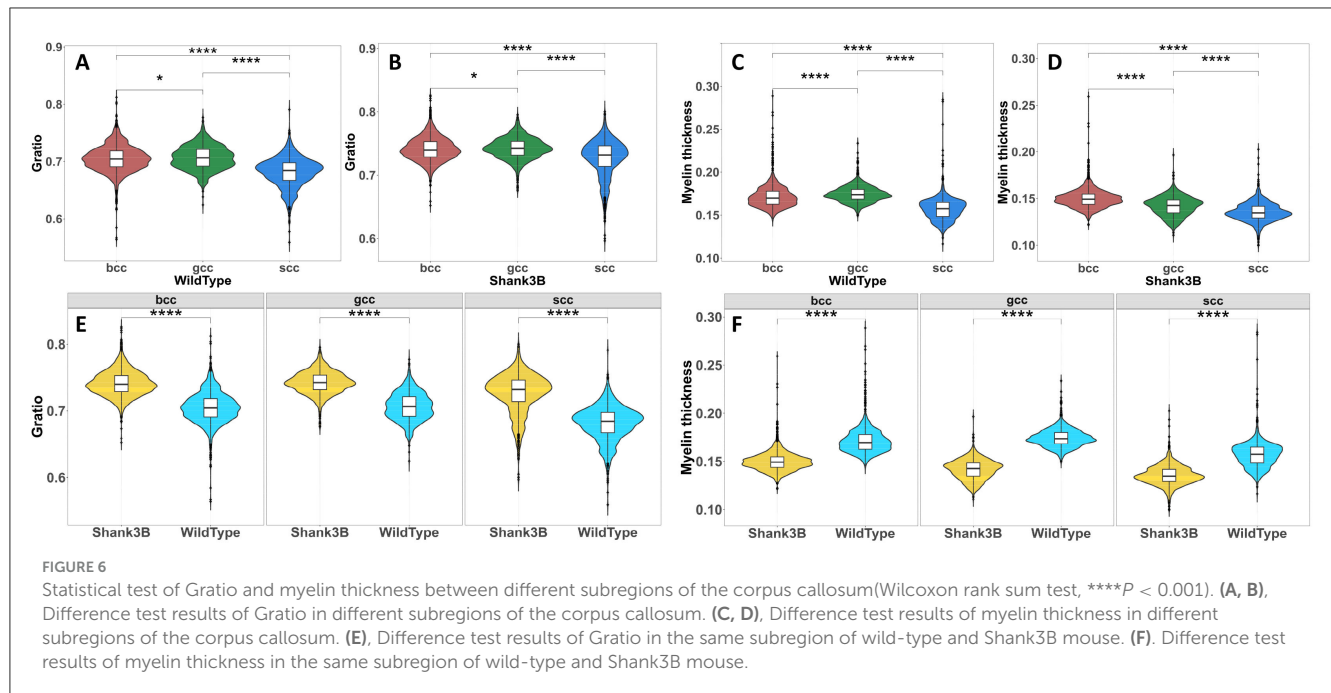 A
****
*
****
0.9
0.8
0.7
0.6
Gratio
bcc gcc scc
WildType
B
****
*
****
0.9
0.8
0.7
0.6
Gratio
bcc gcc scc
Shank3B
C
****
****
****
0.30
0.25
0.20
0.15
0.10
Myelin thickness
bcc gcc scc
WildType
D
****
****
****
0.30
0.25
0.20
0.15
0.10
Myelin thickness
bcc gcc scc
Shank3B
E
bcc gcc scc
**** **** ****
0.8
0.7
0.6
Gratio
Shank3B WildType Shank3B WildType Shank3B WildType
F
bcc gcc scc
**** **** ****
0.30
0.25
0.20
0.15
0.10
Myelin thickness
Shank3B WildType Shank3B WildType Shank3B WildType
FIGURE 6
Statistical test of Gratio and myelin thickness between different subregions of the corpus callosum(Wilcoxon rank sum test, ****P < 0.001). (A, B),
Difference test results of Gratio in different subregions of the corpus callosum. (C, D), Difference test results of myelin thickness in different
subregions of the corpus callosum. (E), Difference test results of Gratio in the same subregion of wild-type and Shank3B mouse. (F). Difference test
results of myelin thickness in the same subregion of wild-type and Shank3B mouse.